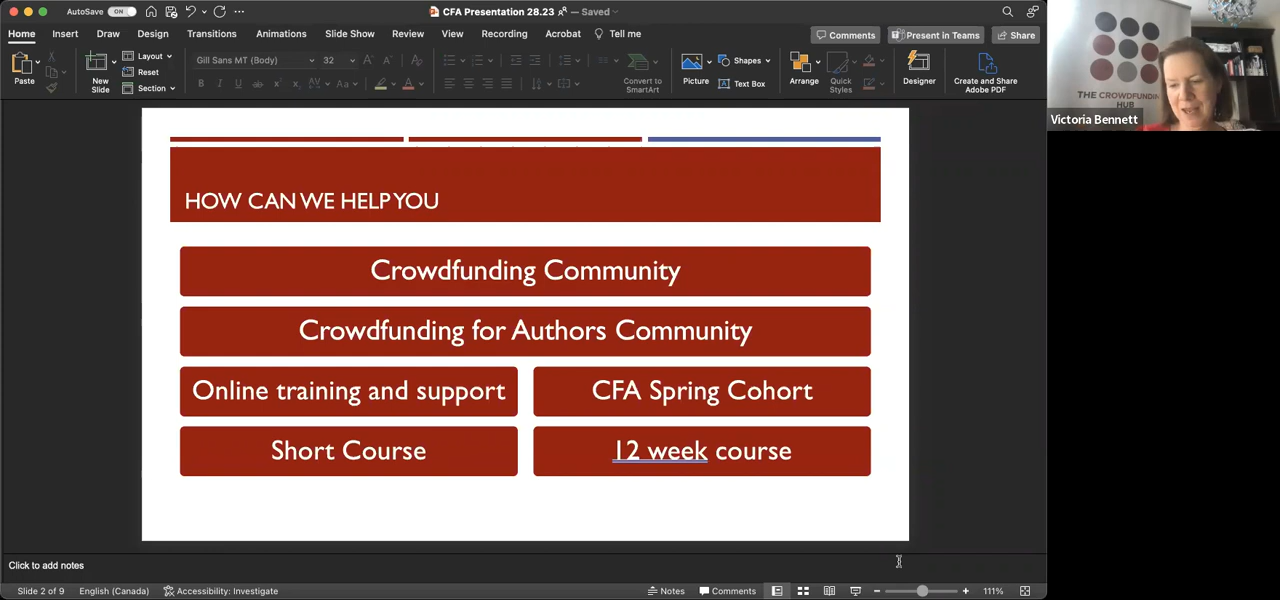 AutoSave ON
CFA Presentation 28.23 — Saved
Home Insert Draw Design Transitions Animations Slide Show Review View Recording Acrobat Tell me
Comments Present in Teams Share
Paste
New Slide
Layout
Reset
Section
Gill Sans MT (Body) 32
Convert to SmartArt
Picture
Shapes
Text Box
Arrange
Quick Styles
Designer
Create and Share Adobe PDF
HOW CAN WE HELP YOU
Crowdfunding Community
Crowdfunding for Authors Community
Online training and support
CFA Spring Cohort
Short Course
12 week course
Click to add notes
Slide 2 of 9 English (Canada) Accessibility: Investigate Notes Comments 111%
THE CROWDFUNDING
HUB
Victoria Bennett